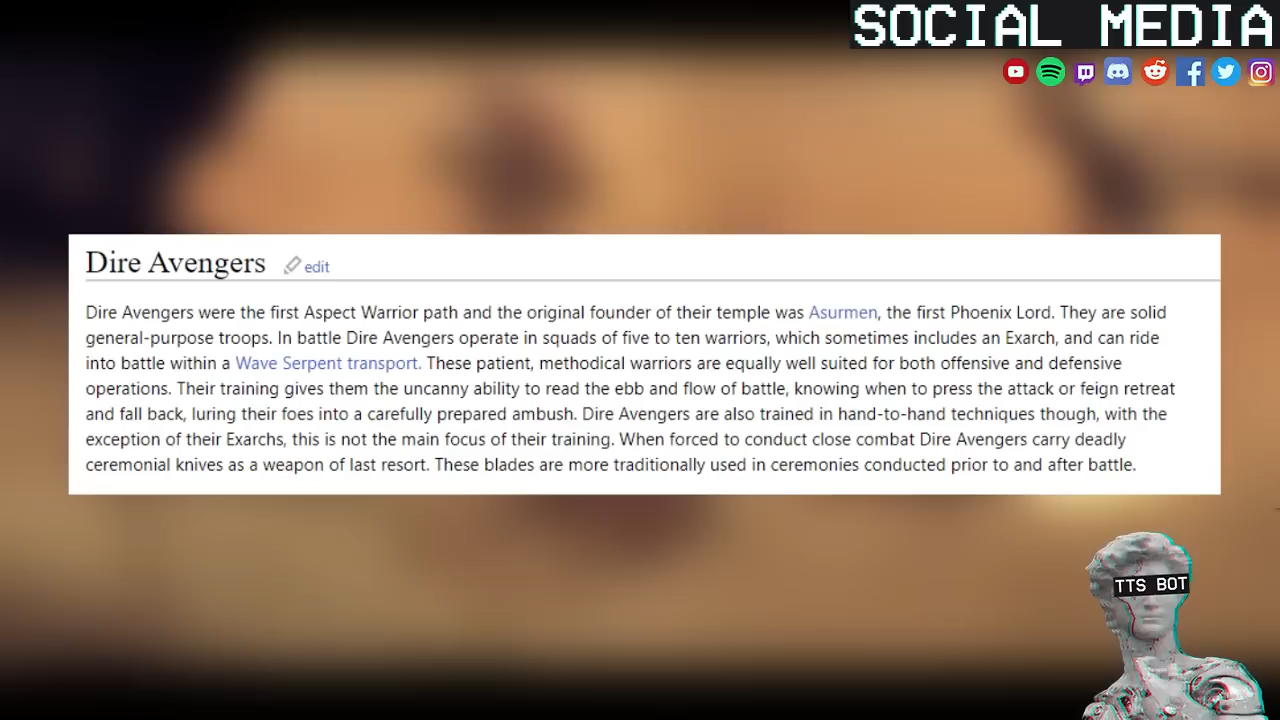 SOCIAL MEDIA
Dire Avengers edit
Dire Avengers were the first Aspect Warrior path and the original founder of their temple was Asurmen, the first Phoenix Lord. They are solid
general-purpose troops. In battle Dire Avengers operate in squads of five to ten warriors, which sometimes includes an Exarch, and can ride
into battle within a Wave Serpent transport. These patient, methodical warriors are equally well suited for both offensive and defensive
operations. Their training gives them the uncanny ability to read the ebb and flow of battle, knowing when to press the attack or feign retreat
and fall back, luring their foes into a carefully prepared ambush. Dire Avengers are also trained in hand-to-hand techniques though, with the
exception of their Exarchs, this is not the main focus of their training. When forced to conduct close combat Dire Avengers carry deadly
ceremonial knives as a weapon of last resort. These blades are more traditionally used in ceremonies conducted prior to and after battle.
TTS BOT